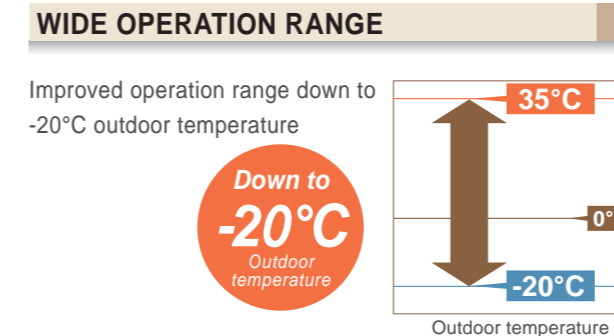 WIDE OPERATION RANGE
Improved operation range down to
-20°C outdoor temperature
Down to
-20°C
Outdoor
temperature
35°C
0°
-20°C
Outdoor temperature